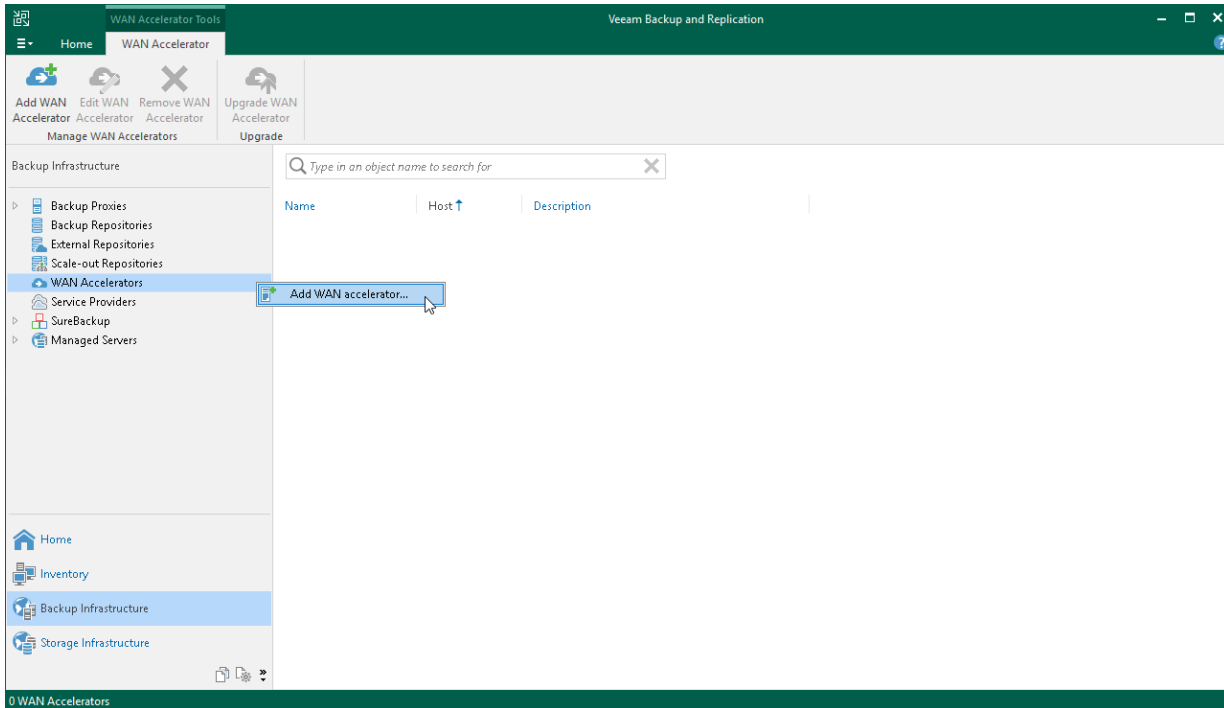 WAN Accelerator Tools
Veeam Backup and Replication
Home
WAN Accelerator
Add WAN Accelerator
Edit WAN Accelerator
Remove WAN Accelerator
Upgrade WAN Accelerator
Manage WAN Accelerators
Upgrade
Backup Infrastructure
Type in an object name to search for
Backup Proxies
Backup Repositories
External Repositories
Scale-out Repositories
WAN Accelerators
Service Providers
SureBackup
Managed Servers
Name
Host
Description
Add WAN accelerator...
Home
Inventory
Backup Infrastructure
Storage Infrastructure
0 WAN Accelerators